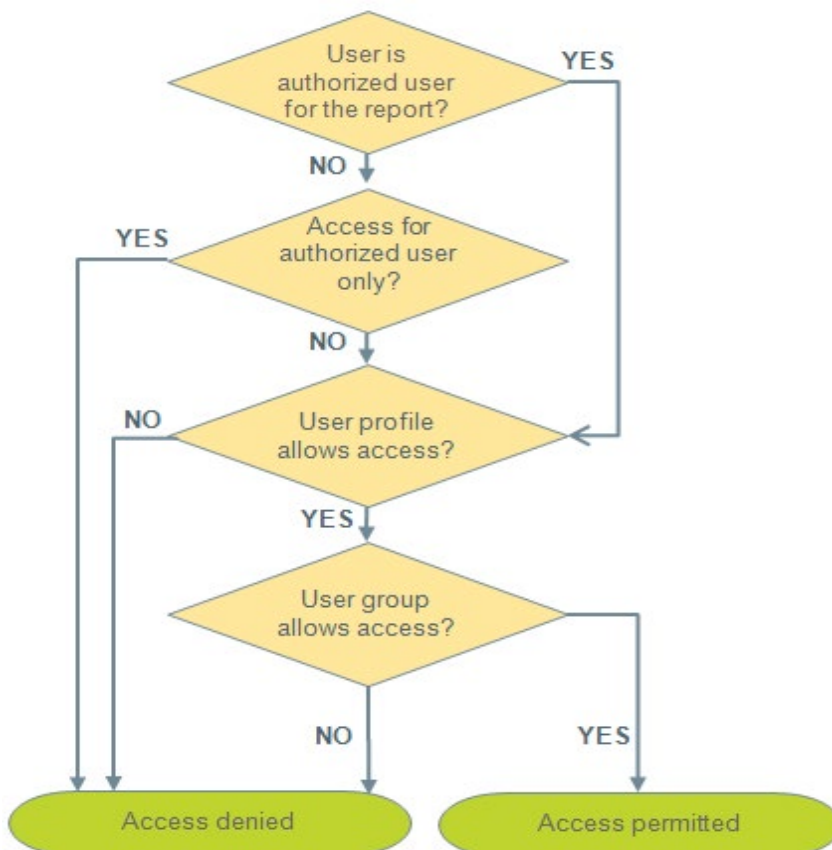 User is
authorized user
for the report?
YES
NO
Access for
authorized user
only?
YES
NO
User profile
allows access?
NO
YES
User group
allows access?
NO
YES
Access denied
Access permitted